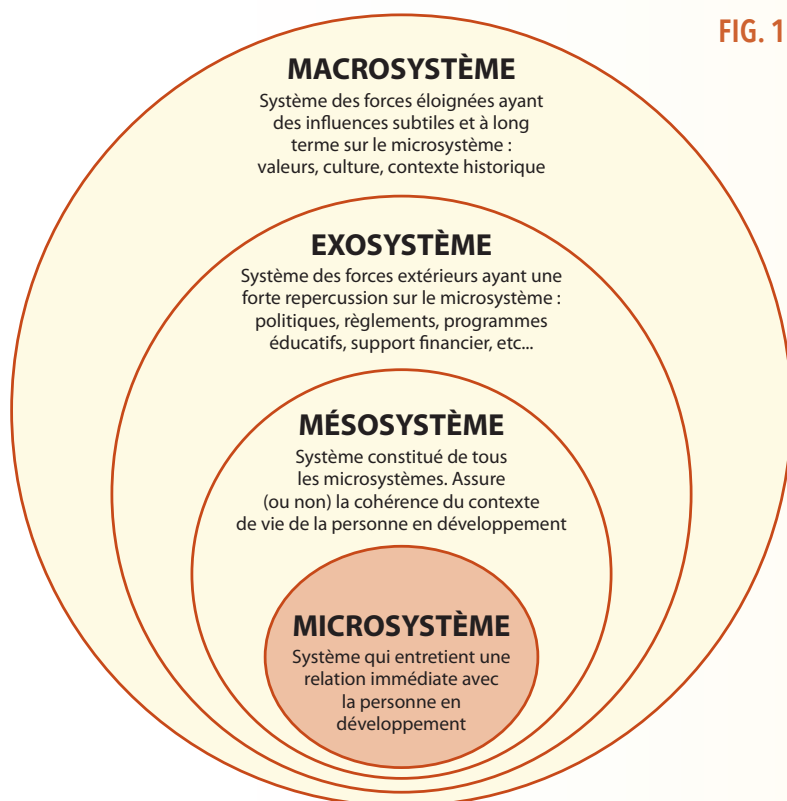 FIG. 1
MACROSYSTÈME
Système des forces éloignées ayant
des influences subtiles et à long
terme sur le microsystème :
valeurs, culture, contexte historique
EXOSYSTÈME
Système des forces extérieurs ayant une
forte repercussion sur le microsystème :
politiques, règlements, programmes
éducatifs, support financier, etc...
MÉSOSYSTÈME
Système constitué de tous
les microsystèmes. Assure
(ou non) la cohérence du contexte
de vie de la personne en développement
MICROSYSTÈME
Système qui entretient une
relation immédiate avec
la personne en
développement